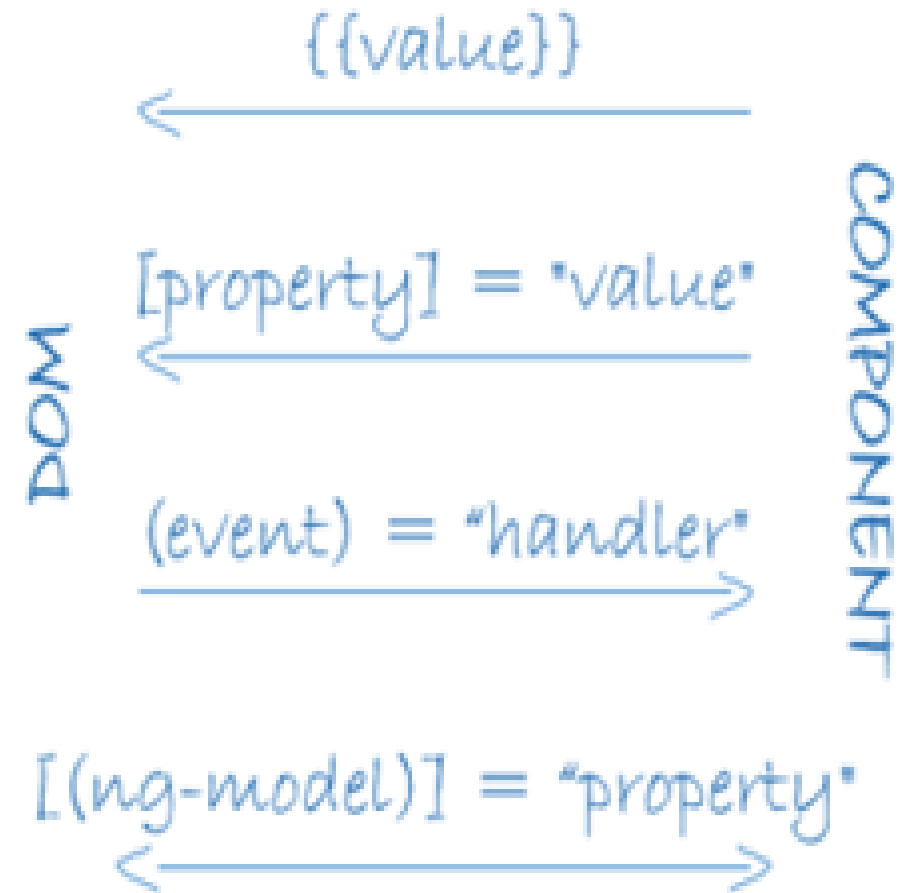 {{value}}
[property] = "value"
DOM
COMPONENT
(event) = "handler"
[(ng-model)] = "property"